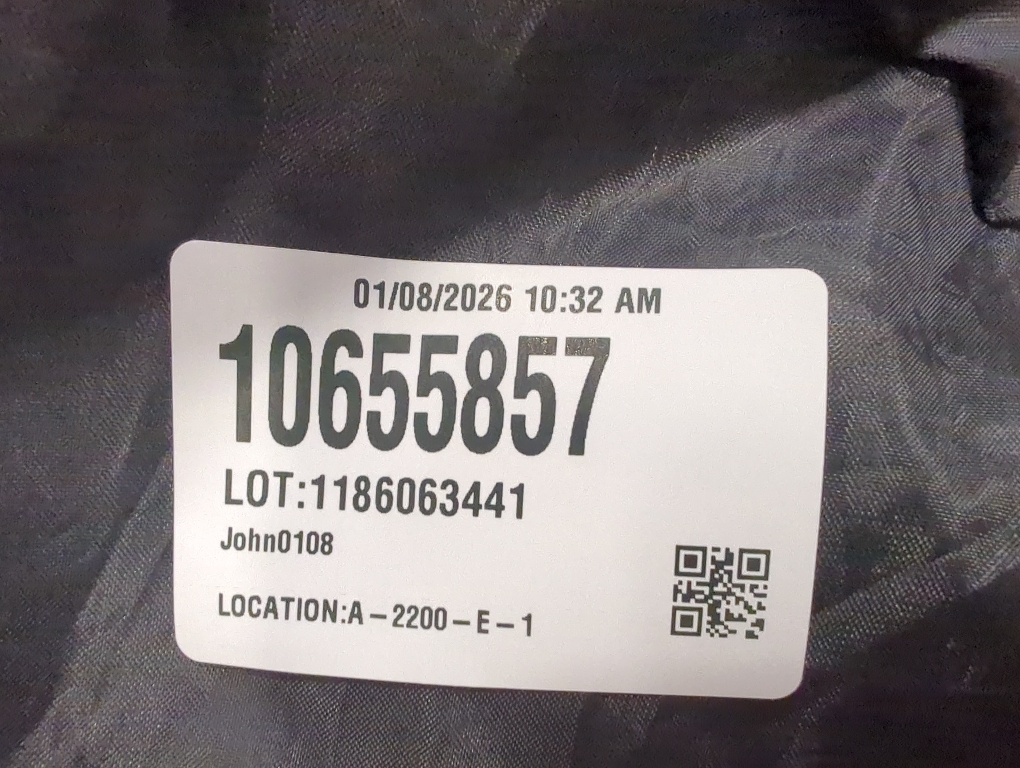 01/08/2026 10:32 AM
10655857
LOT:1186063441
John0108
LOCATION:A-2200-E-1